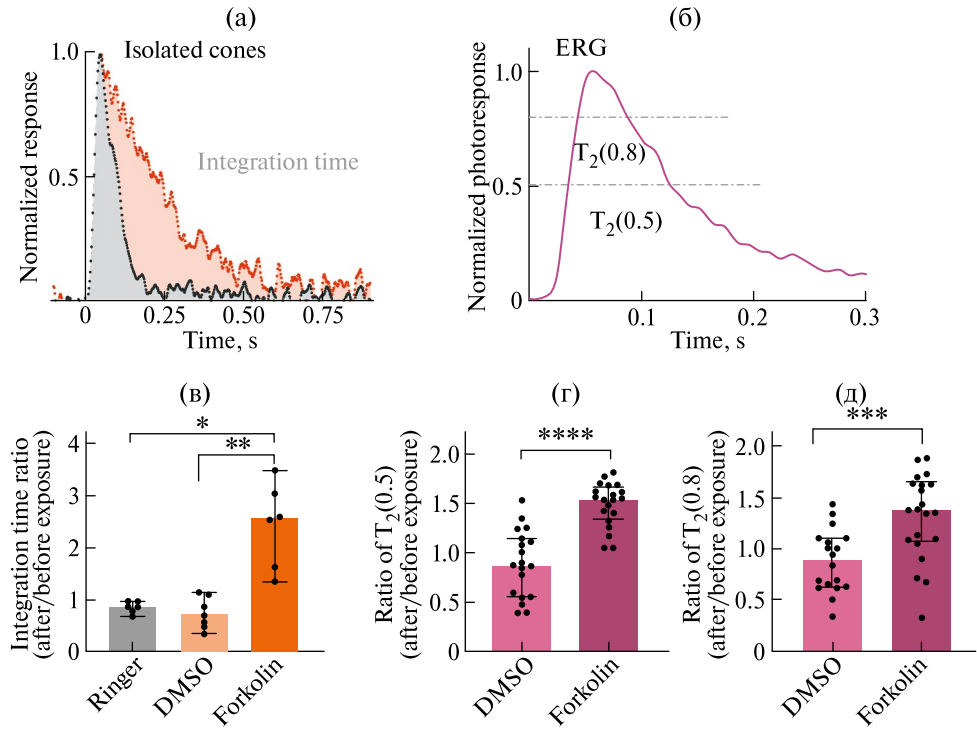 (а)
Isolated cones
Integration time
Normalized response
1.0
0.5
0
0.25
0.50
0.75
Time, s
(б)
ERG
Normalized photoresponse
1.0
0.5
0
T₂(0.8)
T₂(0.5)
0.1
0.2
0.3
Time, s
(в)
*
**
Integration time ratio
(after/before exposure)
4
3
2
1
0
Ringer
DMSO
Forkolin
(г)
****
Ratio of T₂(0.5)
(after/before exposure)
2.0
1.5
1.0
0.5
0
DMSO
Forkolin
(д)
***
Ratio of T₂(0.8)
(after/before exposure)
2.0
1.5
1.0
0.5
0
DMSO
Forkolin